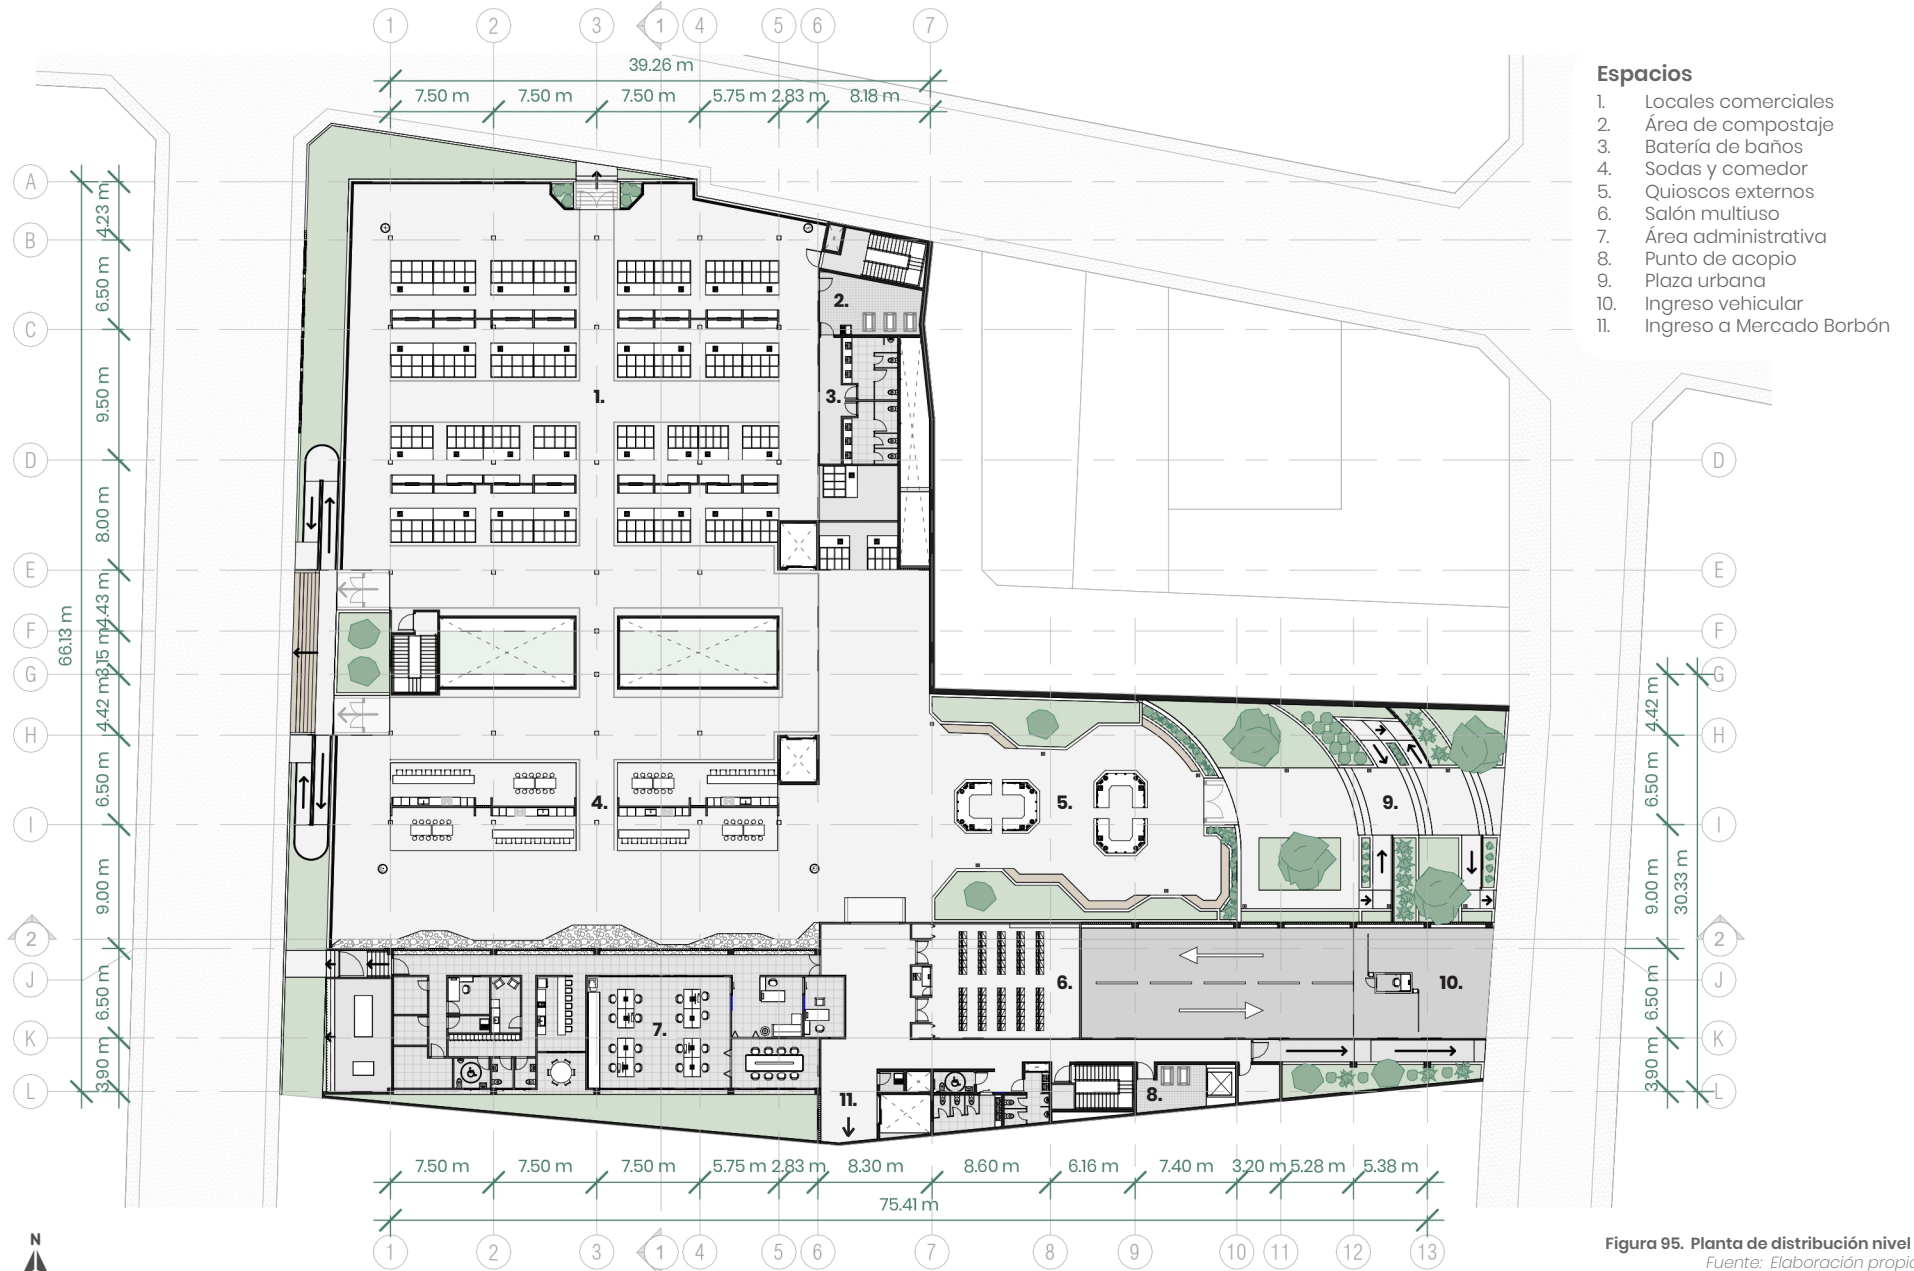 1 2 3 1 4 5 6 7
39.26 m
7.50 m 7.50 m 7.50 m 5.75 m 2.83 m 8.18 m
Espacios
1. Locales comerciales
2. Área de compostaje
3. Batería de baños
4. Sodas y comedor
5. Quioscos externos
6. Salón multiuso
7. Área administrativa
8. Punto de acopio
9. Plaza urbana
10. Ingreso vehicular
11. Ingreso a Mercado Borbón
A
B
C
D
E
F
G
H
I
2
J
K
L
66.13 m
4.23 m
6.50 m
9.50 m
8.00 m
4.43 m
3.15 m
4.42 m
6.50 m
9.00 m
6.50 m
3.90 m
1.
2.
3.
4.
5.
6.
7.
8.
9.
10.
11.
D
E
F
G
H
I
2
J
K
L
4.42 m
6.50 m
9.00 m
6.50 m
3.90 m
30.33 m
7.50 m 7.50 m 7.50 m 5.75 m 2.83 m 8.30 m 8.60 m 6.16 m 7.40 m 3.20 m 5.28 m 5.38 m
75.41 m
1 2 3 1 4 5 6 7 8 9 10 11 12 13
N
Figura 95. Planta de distribución nivel
Fuente: Elaboración propia